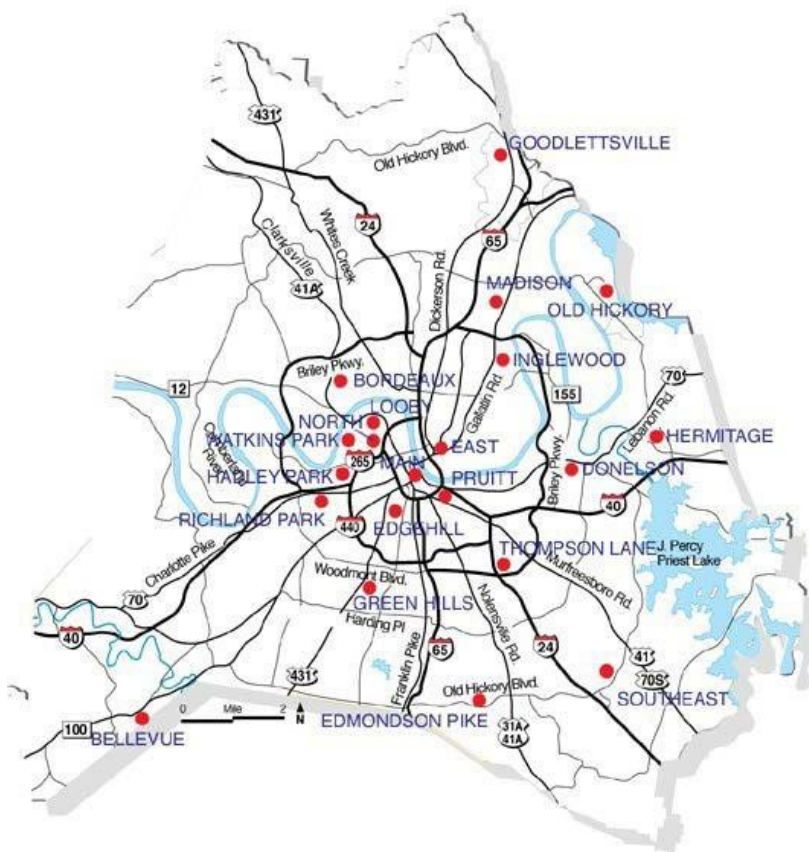 431
GOODLETTSVILLE
Old Hickory Blvd.
24
65
Clarksville
Whites Creek
41A
Dickerson Rd.
MADISON
OLD HICKORY
INGLEWOOD
Briley Pkwy.
BORDEAUX
12
155
70
Gallatin Rd
LOOBY
NORTH
WATKINS PARK
EAST
Lebanon Rd
HERMITAGE
Cumberland
River
265
MAIN
HADLEY PARK
PRUITT
Briley Pkwy.
DONELSON
RICHLAND PARK
440
EDGEHILL
40
Charlotte Pike
THOMPSON LANE
J. Percy
Priest Lake
Woodmont Blvd.
Murfreesboro Rd.
70
GREEN HILLS
Harding Pl
Nolensville Rd.
40
65
24
41
70S
431
Franklin Pike
Old Hickory Blvd.
SOUTHEAST
0 Mile 2
N
EDMONDSON PIKE
31A
41A
100
BELLEVUE